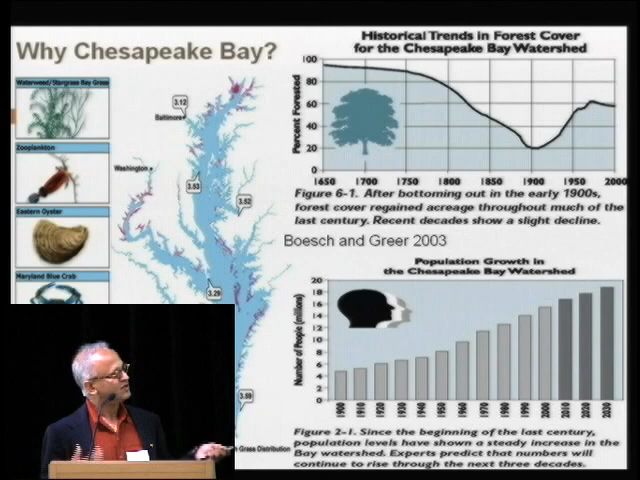 Why Chesapeake Bay?
Waterweed/Stargrass Bay Grass
Zooplankton
Eastern Oyster
Maryland Blue Crab
3.12
Baltimore
Washington
3.53
3.52
3.29
3.59
Grass Distribution
Historical Trends in Forest Cover
for the Chesapeake Bay Watershed
Percent Forested
100
80
60
40
20
0
1650 1700 1750 1800 1850 1900 1950 2000
Figure 6-1. After bottoming out in the early 1900s,
forest cover regained acreage throughout much of the
last century. Recent decades show a slight decline.
Boesch and Greer 2003
Population Growth in
the Chesapeake Bay Watershed
Number of People (millions)
20
18
16
14
12
10
8
6
4
2
0
1900 1910 1920 1930 1940 1950 1960 1970 1980 1990 2000 2010 2020 2030
Figure 2-1. Since the beginning of the last century,
population levels have shown a steady increase in the
Bay watershed. Experts predict that numbers will
continue to rise through the next three decades.